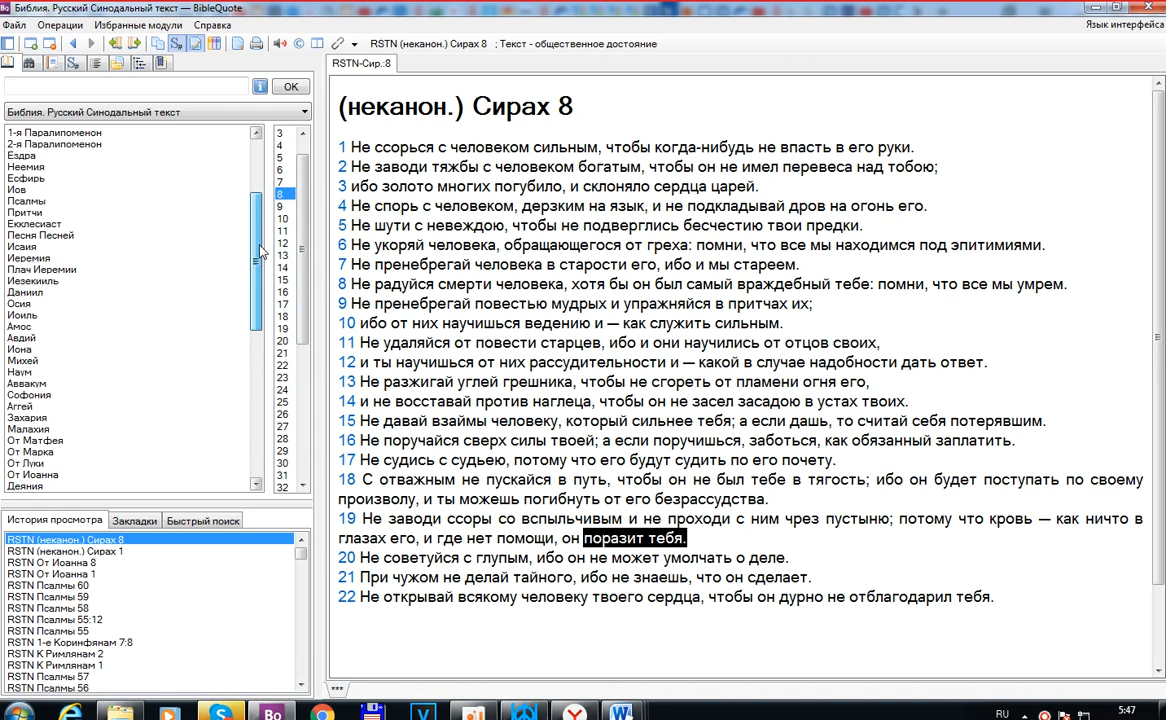 Библия. Русский Синодальный текст — BibleQuote
Файл Операции Избранные модули Справка
Язык интерфейса
RSTN (неканон.) Сирах 8 ; Текст - общественное достояние
RSTN-Сир.:8
OK
Библия. Русский Синодальный текст
1-я Паралипоменон
2-я Паралипоменон
Ездра
Неемия
Есфирь
Иов
Псалмы
Притчи
Екклесиаст
Песня Песней
Исаия
Иеремия
Плач Иеремии
Иезекииль
Даниил
Осия
Иоиль
Амос
Авдий
Иона
Михей
Наум
Аввакум
Софония
Аггей
Захария
Малахия
От Матфея
От Марка
От Луки
От Иоанна
Деяния
3
4
5
6
7
8
9
10
11
12
13
14
15
16
17
18
19
20
21
22
23
24
25
26
27
28
29
30
31
32
История просмотра Закладки Быстрый поиск
RSTN (неканон.) Сирах 8
RSTN (неканон.) Сирах 1
RSTN От Иоанна 8
RSTN От Иоанна 1
RSTN Псалмы 60
RSTN Псалмы 59
RSTN Псалмы 58
RSTN Псалмы 55:12
RSTN Псалмы 55
RSTN 1-е Коринфянам 7:8
RSTN К Римлянам 2
RSTN К Римлянам 1
RSTN Псалмы 57
RSTN Псалмы 56
(неканон.) Сирах 8
1 Не ссорься с человеком сильным, чтобы когда-нибудь не впасть в его руки.
2 Не заводи тяжбы с человеком богатым, чтобы он не имел перевеса над тобою;
3 ибо золото многих погубило, и склоняло сердца царей.
4 Не спорь с человеком, дерзким на язык, и не подкладывай дров на огонь его.
5 Не шути с невеждою, чтобы не подверглись бесчестию твои предки.
6 Не укоряй человека, обращающегося от греха: помни, что все мы находимся под эпитимиями.
7 Не пренебрегай человека в старости его, ибо и мы стареем.
8 Не радуйся смерти человека, хотя бы он был самый враждебный тебе: помни, что все мы умрем.
9 Не пренебрегай повестью мудрых и упражняйся в притчах их;
10 ибо от них научишься ведению и — как служить сильным.
11 Не удаляйся от повести старцев, ибо и они научились от отцов своих,
12 и ты научишься от них рассудительности и — какой в случае надобности дать ответ.
13 Не разжигай углей грешника, чтобы не сгореть от пламени огня его,
14 и не восставай против наглеца, чтобы он не засел засадою в устах твоих.
15 Не давай взаймы человеку, который сильнее тебя; а если дашь, то считай себя потерявшим.
16 Не поручайся сверх силы твоей; а если поручишься, заботься, как обязанный заплатить.
17 Не судись с судьею, потому что его будут судить по его почету.
18 С отважным не пускайся в путь, чтобы он не был тебе в тягость; ибо он будет поступать по своему
произволу, и ты можешь погибнуть от его безрассудства.
19 Не заводи ссоры со вспыльчивым и не проходи с ним чрез пустыню; потому что кровь — как ничто в
глазах его, и где нет помощи, он поразит тебя.
20 Не советуйся с глупым, ибо он не может умолчать о деле.
21 При чужом не делай тайного, ибо не знаешь, что он сделает.
22 Не открывай всякому человеку твоего сердца, чтобы он дурно не отблагодарил тебя.
***
RU
5:47